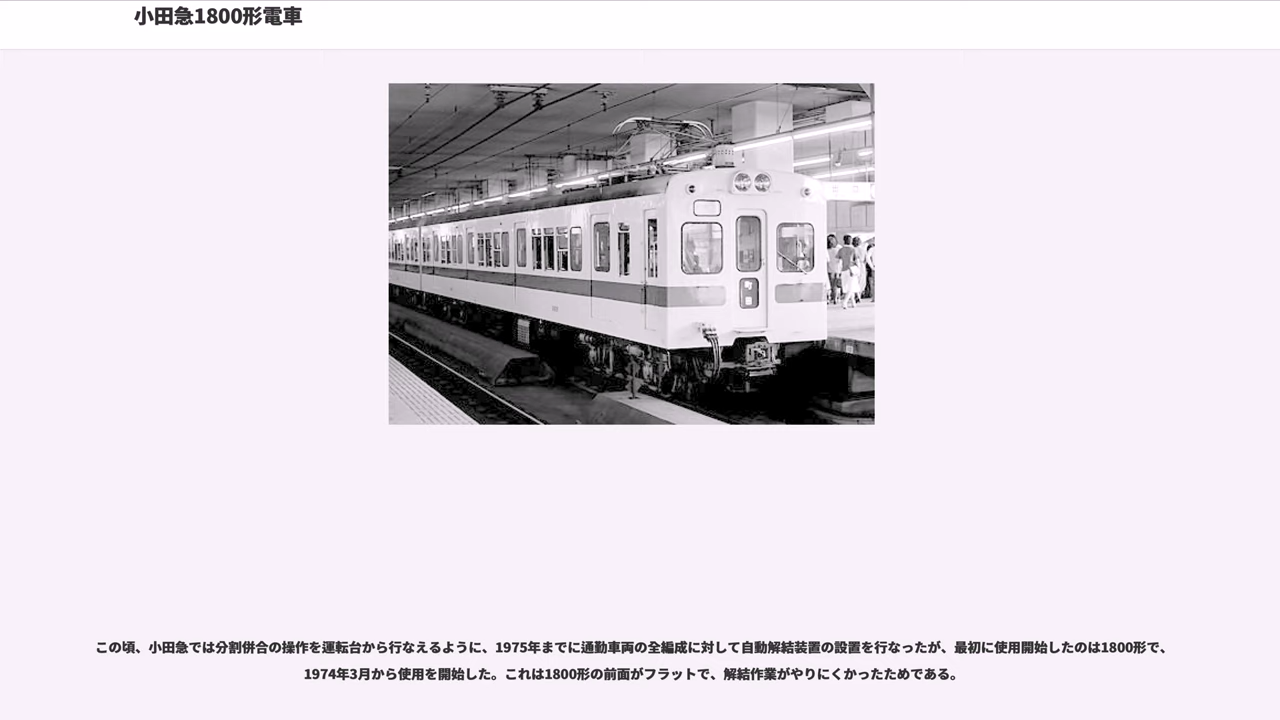 小田急1800形電車
この頃、小田急では分割併合の操作を運転台から行なえるように、1975年までに通勤車両の全編成に対して自動解結装置の設置を行なったが、最初に使用開始したのは1800形で、
1974年3月から使用を開始した。これは1800形の前面がフラットで、解結作業がやりにくかったためである。